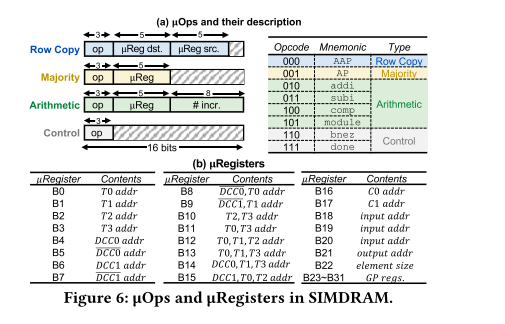 (a) μOps and their description
3 5 5
Row Copy op μReg dst. μReg src.
3 5
Majority op μReg
3 5 8
Arithmetic op μReg # incr.
3
Control op
16 bits
Opcode Mnemonic Type
000 AAP Row Copy
001 AP Majority
010 addi
011 subi
100 comp
101 module
Arithmetic
110 bnez
111 done
Control
(b) μRegisters
μRegister Contents μRegister Contents μRegister Contents
B0 T0 addr B8 DCC0, T0 addr B16 C0 addr
B1 T1 addr B9 DCC1, T1 addr B17 C1 addr
B2 T2 addr B10 T2, T3 addr B18 input addr
B3 T3 addr B11 T0, T3 addr B19 input addr
B4 DCC0 addr B12 T0, T1, T2 addr B20 input addr
B5 DCC0 addr B13 T0, T1, T3 addr B21 output addr
B6 DCC1 addr B14 DCC0, T1, T3 addr B22 element size
B7 DCC1 addr B15 DCC1, T0, T2 addr B23~B31 GP regs.
Figure 6: μOps and μRegisters in SIMDRAM.